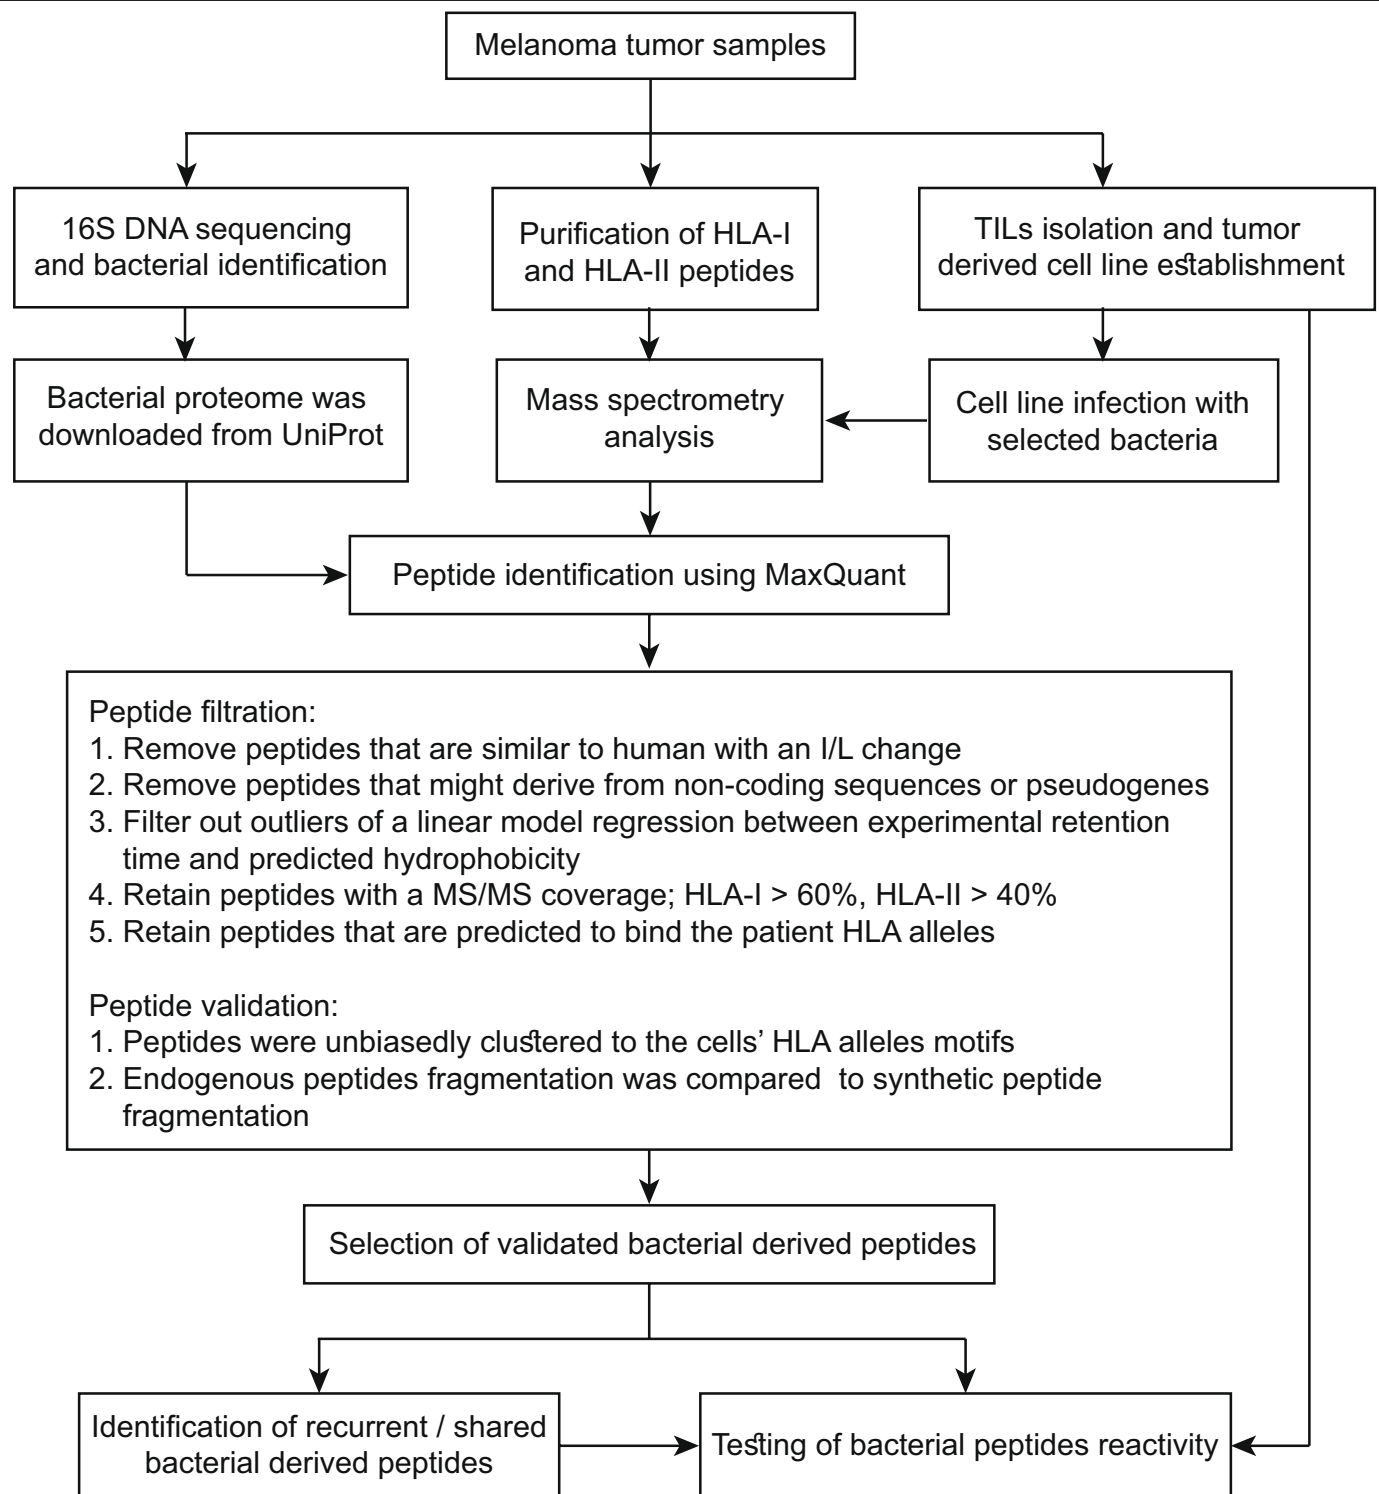 Melanoma tumor samples
16S DNA sequencing
and bacterial identification
Purification of HLA-I
and HLA-II peptides
TILs isolation and tumor
derived cell line establishment
Bacterial proteome was
downloaded from UniProt
Mass spectrometry
analysis
Cell line infection with
selected bacteria
Peptide identification using MaxQuant
Peptide filtration:
1. Remove peptides that are similar to human with an I/L change
2. Remove peptides that might derive from non-coding sequences or pseudogenes
3. Filter out outliers of a linear model regression between experimental retention
time and predicted hydrophobicity
4. Retain peptides with a MS/MS coverage; HLA-I > 60%, HLA-II > 40%
5. Retain peptides that are predicted to bind the patient HLA alleles
Peptide validation:
1. Peptides were unbiasedly clustered to the cells' HLA alleles motifs
2. Endogenous peptides fragmentation was compared to synthetic peptide
fragmentation
Selection of validated bacterial derived peptides
Identification of recurrent / shared
bacterial derived peptides
Testing of bacterial peptides reactivity